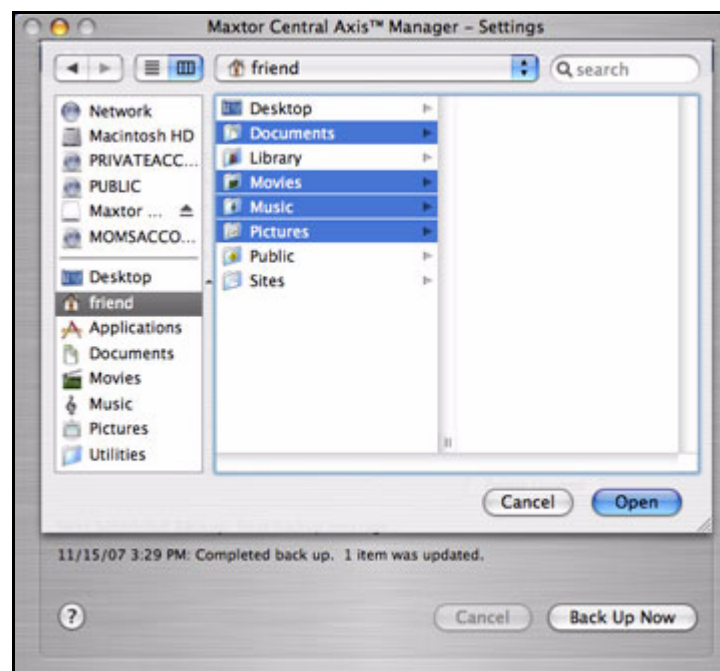 Maxtor Central Axis™ Manager – Settings
friend
search
Network
Macintosh HD
PRIVATEACC...
PUBLIC
Maxtor ...
MOMSACCO...
Desktop
friend
Applications
Documents
Movies
Music
Pictures
Utilities
Desktop
Documents
Library
Movies
Music
Pictures
Public
Sites
Cancel
Open
11/15/07 3:29 PM: Completed back up. 1 item was updated.
?
Cancel
Back Up Now